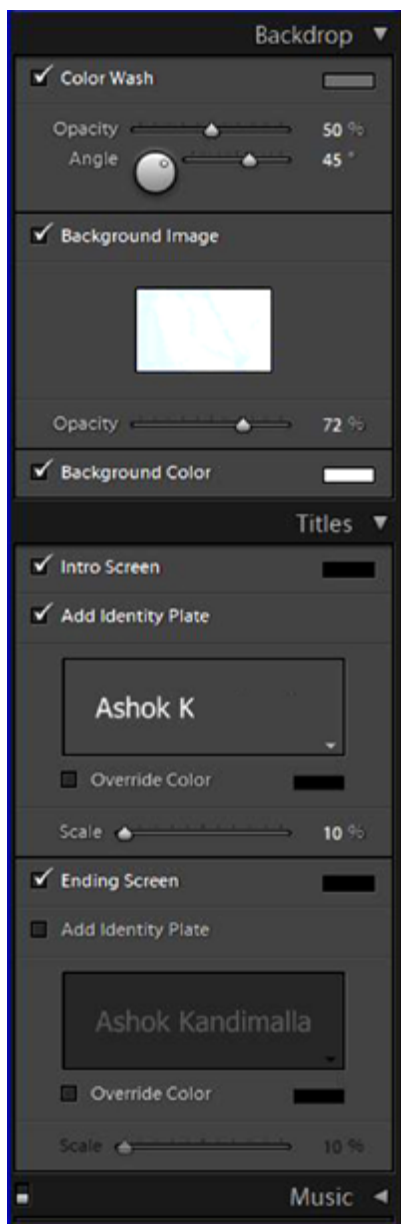 Backdrop
Color Wash
Opacity 50 %
Angle 45 °
Background Image
Opacity 72 %
Background Color
Titles
Intro Screen
Add Identity Plate
Ashok K
Override Color
Scale 10 %
Ending Screen
Add Identity Plate
Ashok Kandimalla
Override Color
Scale 10 %
Music